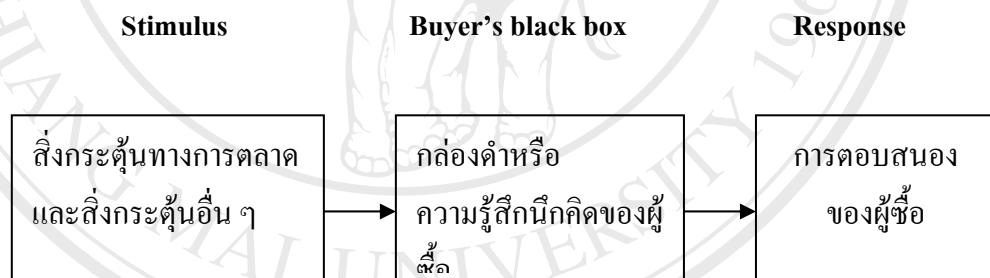 Stimulus Buyer’s black box Response
สิ่งกระตุ้นทางการตลาด
และสิ่งกระตุ้นอื่น ๆ
กล่องดำหรือ
ความรู้สึกนึกคิดของผู้
ซื้อ
การตอบสนอง
ของผู้ซื้อ